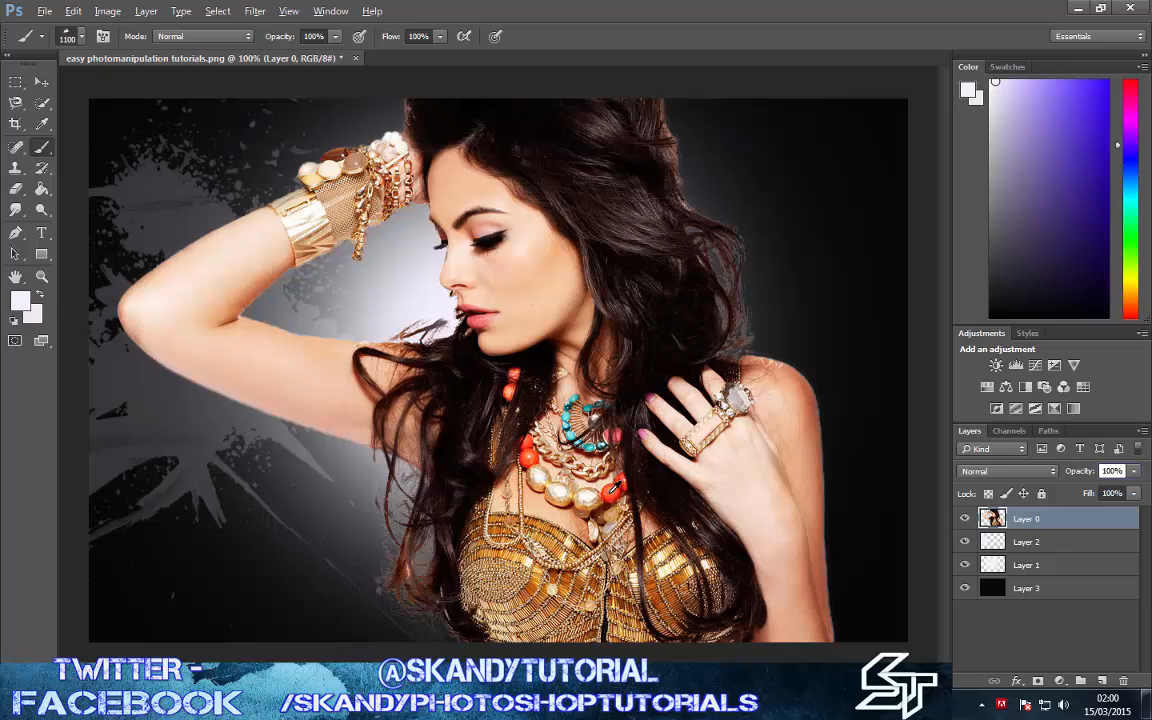 Ps File Edit Image Layer Type Select Filter View Window Help
1100 Mode: Normal Opacity: 100% Flow: 100% Essentials
easy photomanipulation tutorials.png @ 100% (Layer 0, RGB/8#) * ×
Color Swatches
Adjustments Styles
Add an adjustment
Layers Channels Paths
Kind
Normal Opacity: 100%
Lock: Fill: 100%
Layer 0
Layer 2
Layer 1
Layer 3
TWITTER - @SKANDYTUTORIAL
FACEBOOK /SKANDYPHOTOSHOPTUTORIALS
ST
02:00
15/03/2015